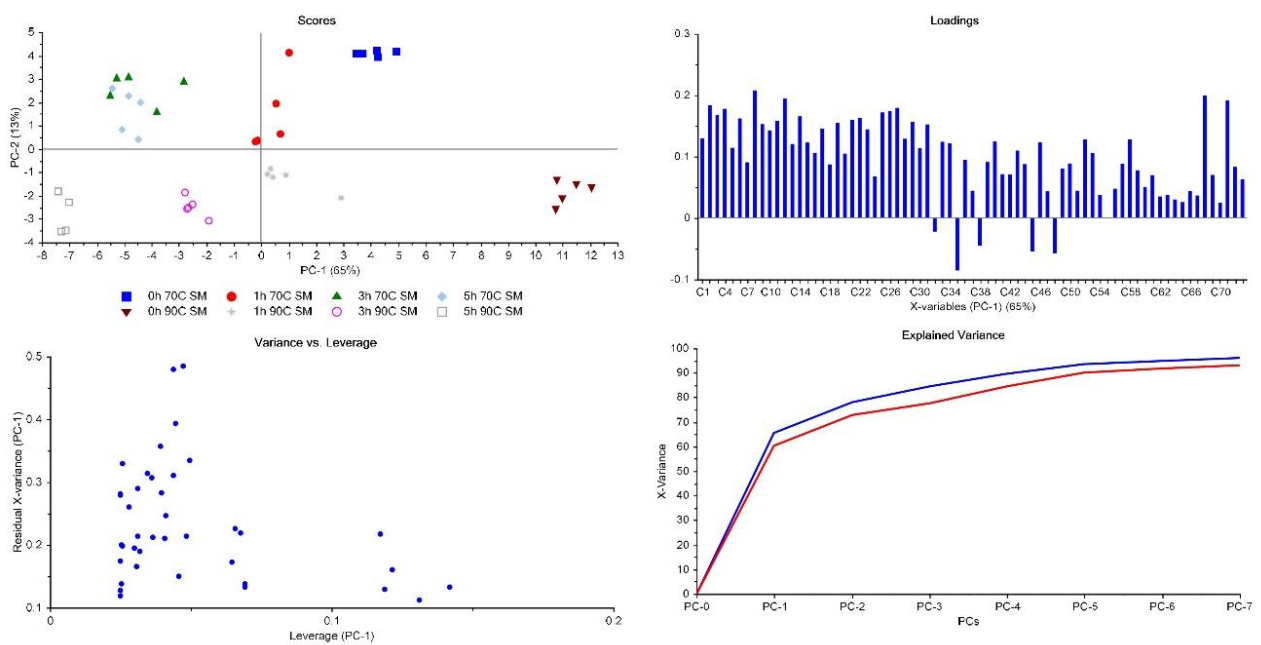 Scores
5
4
3
2
1
0
-1
-2
-3
-4
PC-2 (13%)
-8 -7 -6 -5 -4 -3 -2 -1 0 1 2 3 4 5 6 7 8 9 10 11 12 13
PC-1 (65%)
0h 70C SM 1h 70C SM 3h 70C SM 5h 70C SM
0h 90C SM 1h 90C SM 3h 90C SM 5h 90C SM
Loadings
0.3
0.2
0.1
0
-0.1
C1 C4 C7 C10 C14 C18 C22 C26 C30 C34 C38 C42 C46 C50 C54 C58 C62 C66 C70
X-variables (PC-1) (65%)
Variance vs. Leverage
0.5
0.4
0.3
0.2
0.1
Residual X-variance (PC-1)
0 0.1 0.2
Leverage (PC-1)
Explained Variance
100
90
80
70
60
50
40
30
20
10
0
X-Variance
PC-0 PC-1 PC-2 PC-3 PC-4 PC-5 PC-6 PC-7
PCs